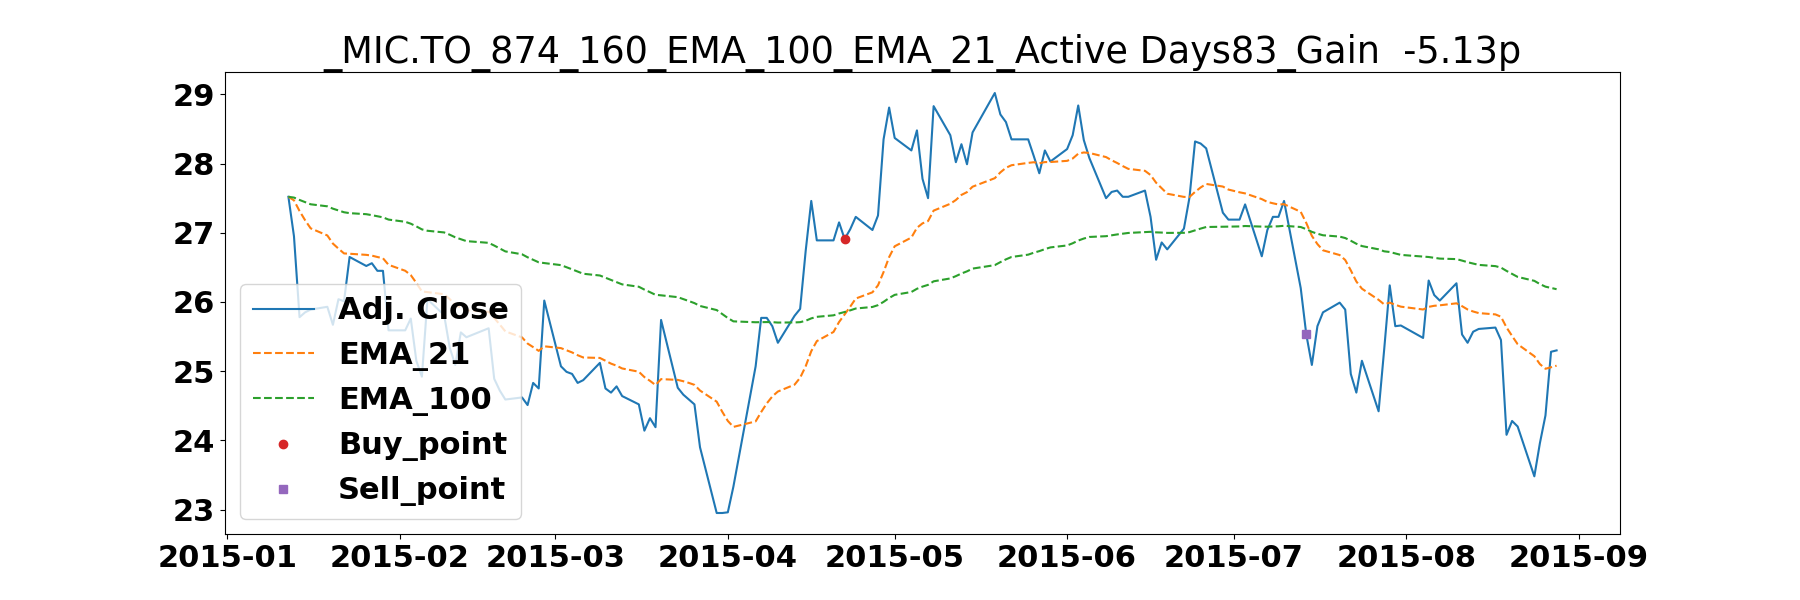 _MIC.TO_874_160_EMA_100_EMA_21_Active Days83_Gain  -5.13p
29
28
27
26
25
24
23
Adj. Close
EMA_21
EMA_100
Buy_point
Sell_point
2015-01 2015-02 2015-03 2015-04 2015-05 2015-06 2015-07 2015-08 2015-09